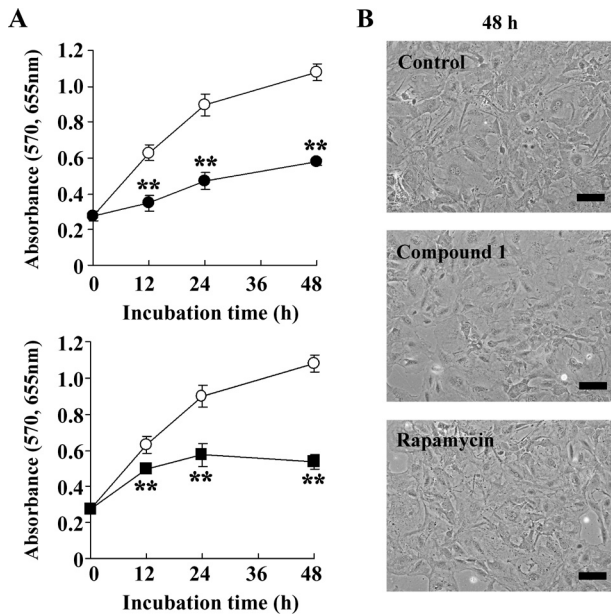 A
Absorbance (570, 655nm)
1.2
1.0
0.8
0.6
0.4
0.2
0
**
**
**
0 12 24 36 48
Incubation time (h)
Absorbance (570, 655nm)
1.2
1.0
0.8
0.6
0.4
0.2
0
**
**
**
0 12 24 36 48
Incubation time (h)
B
48 h
Control
Compound 1
Rapamycin